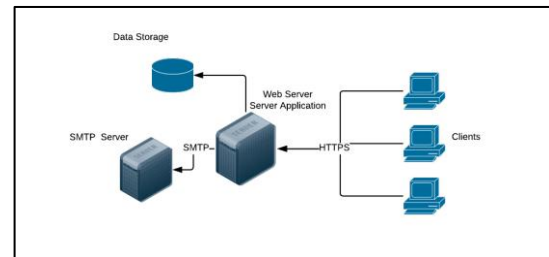 Data Storage
Web Server
Server Application
SMTP Server
SMTP
HTTPS
Clients